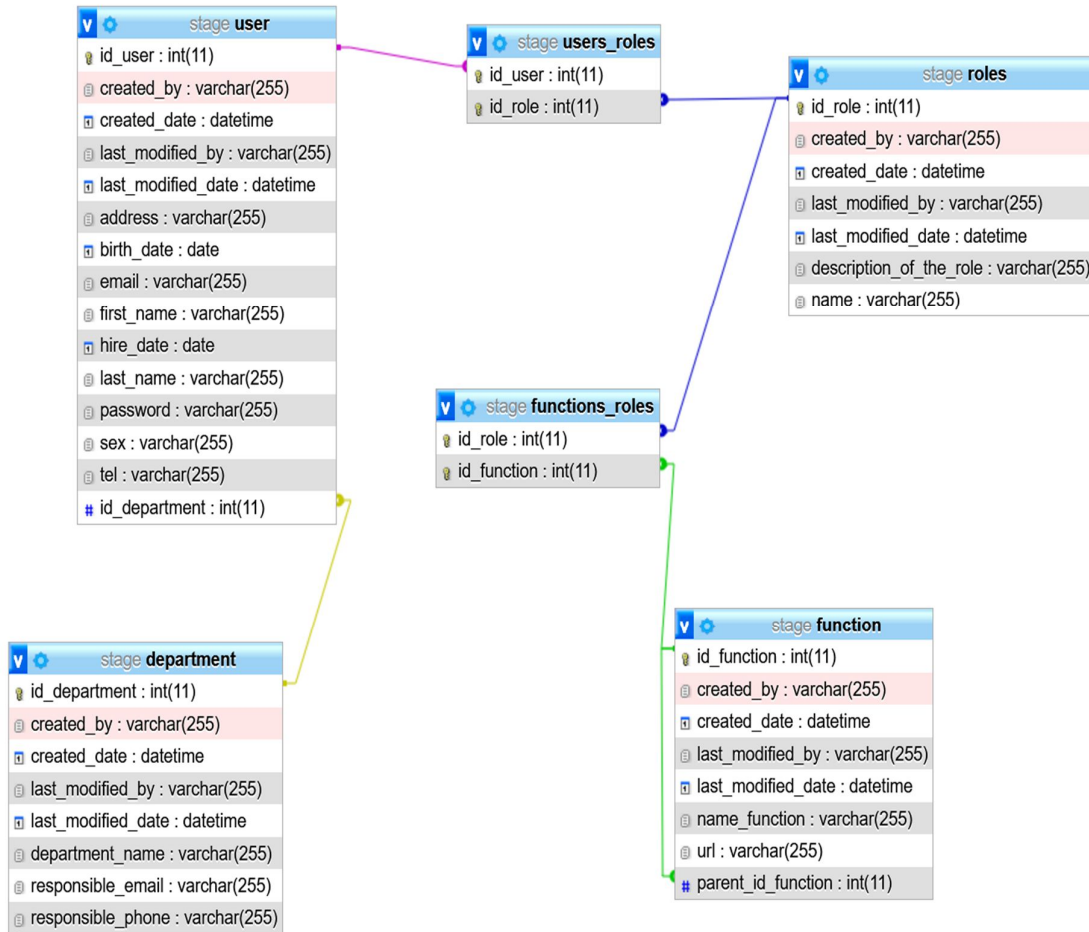 stage user
id_user : int(11)
created_by : varchar(255)
created_date : datetime
last_modified_by : varchar(255)
last_modified_date : datetime
address : varchar(255)
birth_date : date
email : varchar(255)
first_name : varchar(255)
hire_date : date
last_name : varchar(255)
password : varchar(255)
sex : varchar(255)
tel : varchar(255)
# id_department : int(11)
stage users_roles
id_user : int(11)
id_role : int(11)
stage roles
id_role : int(11)
created_by : varchar(255)
created_date : datetime
last_modified_by : varchar(255)
last_modified_date : datetime
description_of_the_role : varchar(255)
name : varchar(255)
stage functions_roles
id_role : int(11)
id_function : int(11)
stage department
id_department : int(11)
created_by : varchar(255)
created_date : datetime
last_modified_by : varchar(255)
last_modified_date : datetime
department_name : varchar(255)
responsible_email : varchar(255)
responsible_phone : varchar(255)
stage function
id_function : int(11)
created_by : varchar(255)
created_date : datetime
last_modified_by : varchar(255)
last_modified_date : datetime
name_function : varchar(255)
url : varchar(255)
# parent_id_function : int(11)